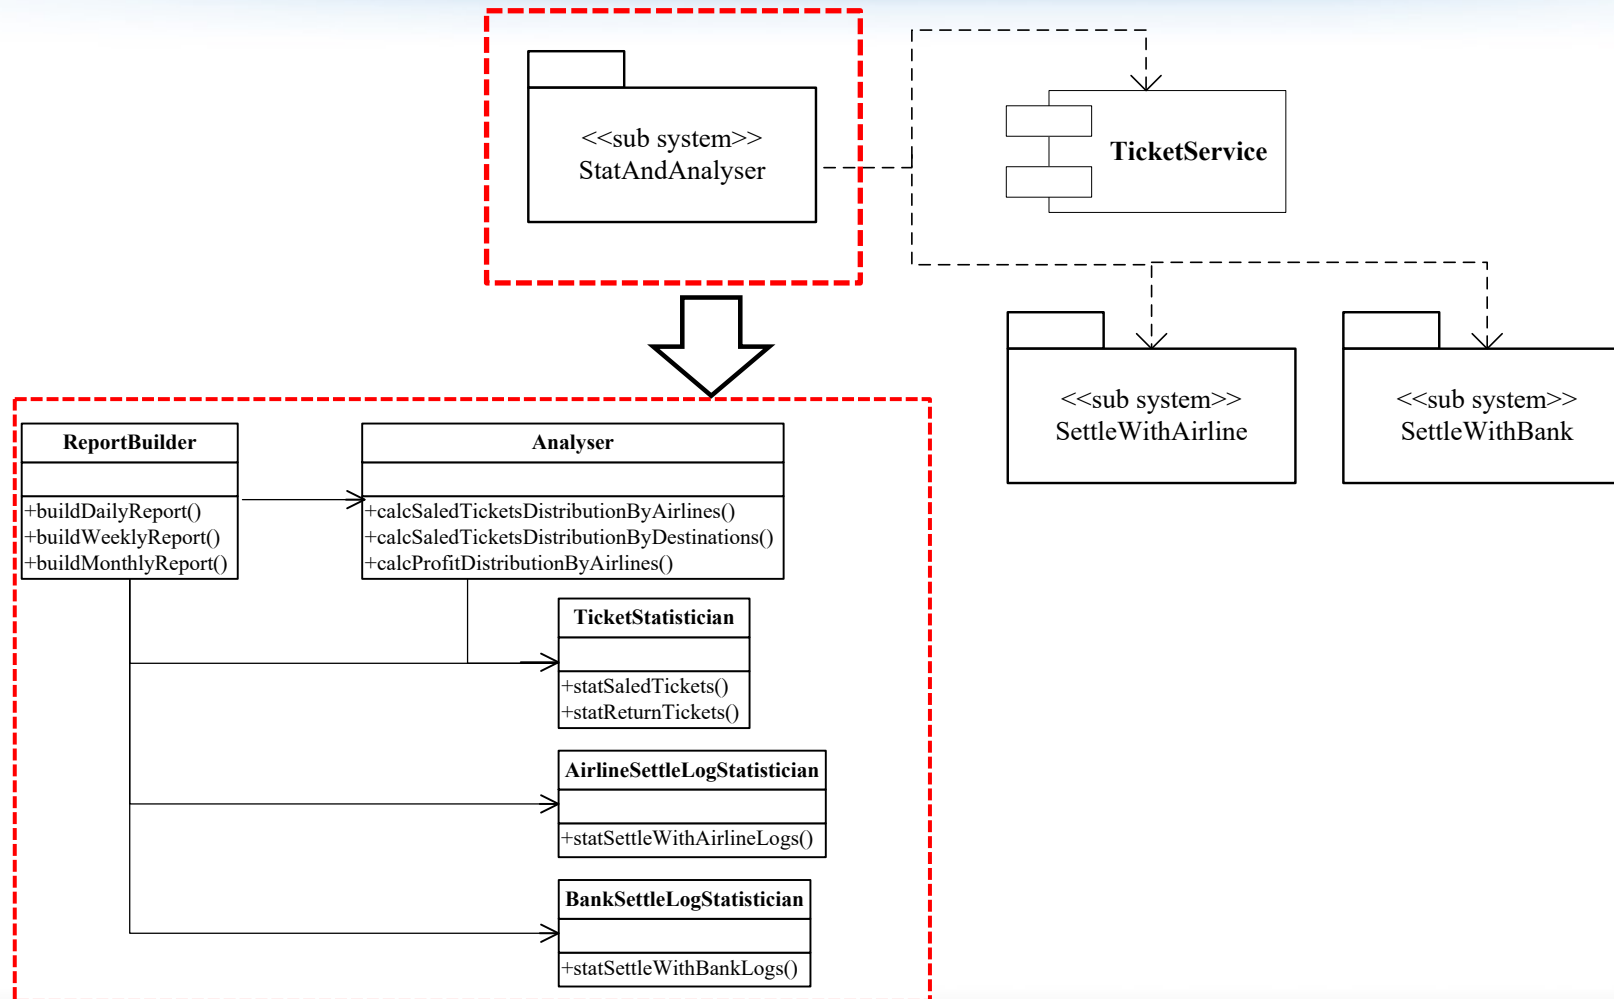 <<sub system>>
StatAndAnalyser
TicketService
<<sub system>>
SettleWithAirline
<<sub system>>
SettleWithBank
ReportBuilder
+buildDailyReport()
+buildWeeklyReport()
+buildMonthlyReport()
Analyser
+calcSaledTicketsDistributionByAirlines()
+calcSaledTicketsDistributionByDestinations()
+calcProfitDistributionByAirlines()
TicketStatistician
+statSaledTickets()
+statReturnTickets()
AirlineSettleLogStatistician
+statSettleWithAirlineLogs()
BankSettleLogStatistician
+statSettleWithBankLogs()